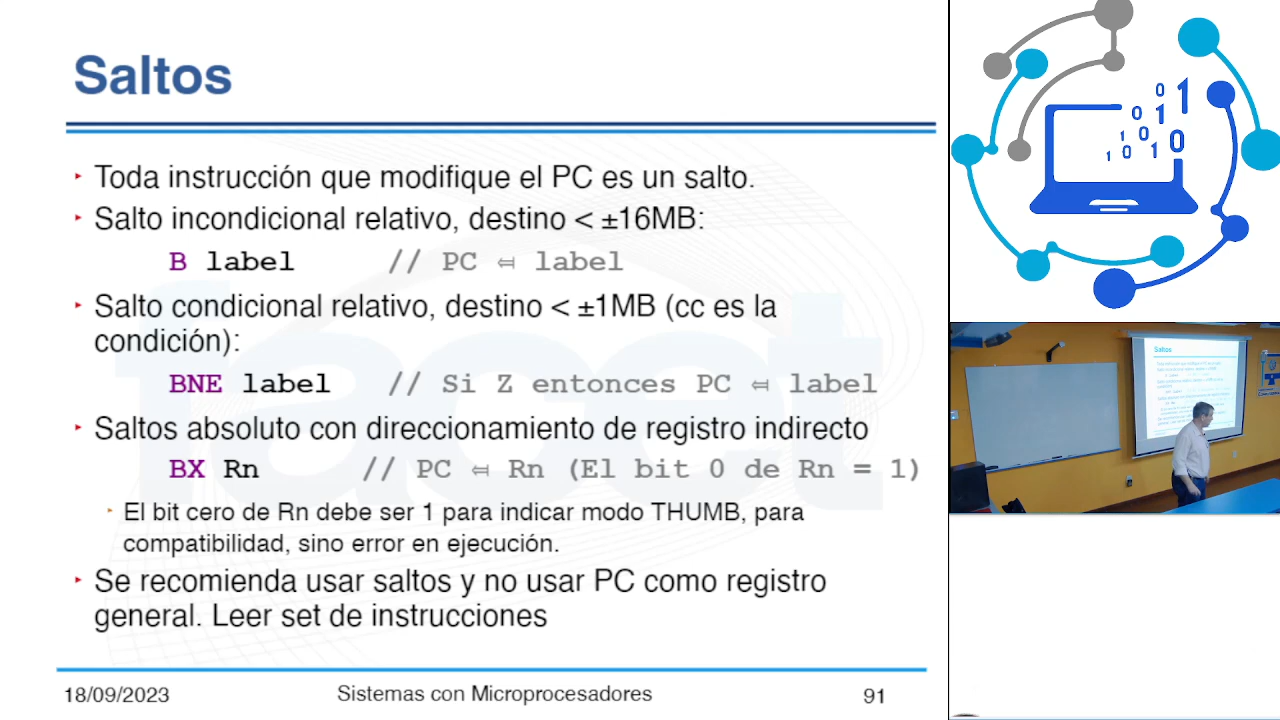 Saltos
Toda instrucción que modifique el PC es un salto.
Salto incondicional relativo, destino < ±16MB:
B label // PC ⇐ label
Salto condicional relativo, destino < ±1MB (cc es la
condición):
BNE label // Si Z entonces PC ⇐ label
Saltos absoluto con direccionamiento de registro indirecto
BX Rn // PC ⇐ Rn (El bit 0 de Rn = 1)
El bit cero de Rn debe ser 1 para indicar modo THUMB, para
compatibilidad, sino error en ejecución.
Se recomienda usar saltos y no usar PC como registro
general. Leer set de instrucciones
18/09/2023 Sistemas con Microprocesadores 91
0 1
0 1
1 0 0
1 0 1
Saltos